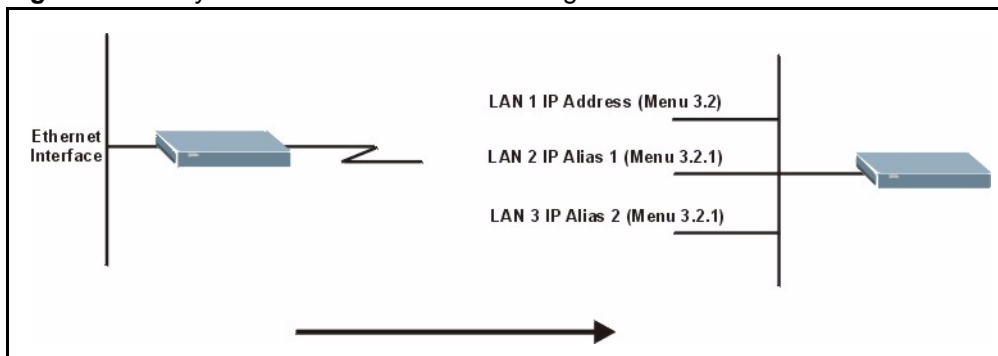 Ethernet
Interface
LAN 1 IP Address (Menu 3.2)
LAN 2 IP Alias 1 (Menu 3.2.1)
LAN 3 IP Alias 2 (Menu 3.2.1)